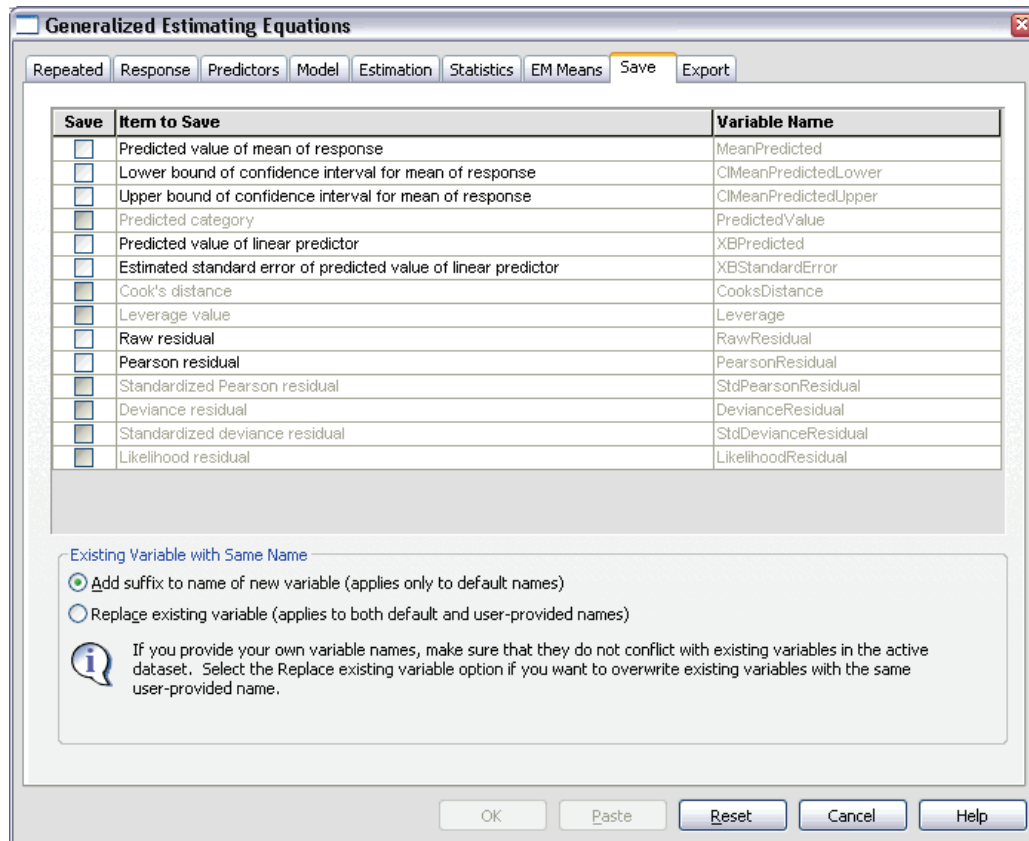 Generalized Estimating Equations
Repeated Response Predictors Model Estimation Statistics EM Means Save Export
Save Item to Save Variable Name
Predicted value of mean of response MeanPredicted
Lower bound of confidence interval for mean of response CIMeanPredictedLower
Upper bound of confidence interval for mean of response CIMeanPredictedUpper
Predicted category PredictedValue
Predicted value of linear predictor XBPredicted
Estimated standard error of predicted value of linear predictor XBStandardError
Cook's distance CooksDistance
Leverage value Leverage
Raw residual RawResidual
Pearson residual PearsonResidual
Standardized Pearson residual StdPearsonResidual
Deviance residual DevianceResidual
Standardized deviance residual StdDevianceResidual
Likelihood residual LikelihoodResidual
Existing Variable with Same Name
Add suffix to name of new variable (applies only to default names)
Replace existing variable (applies to both default and user-provided names)
If you provide your own variable names, make sure that they do not conflict with existing variables in the active
dataset. Select the Replace existing variable option if you want to overwrite existing variables with the same
user-provided name.
OK Paste Reset Cancel Help